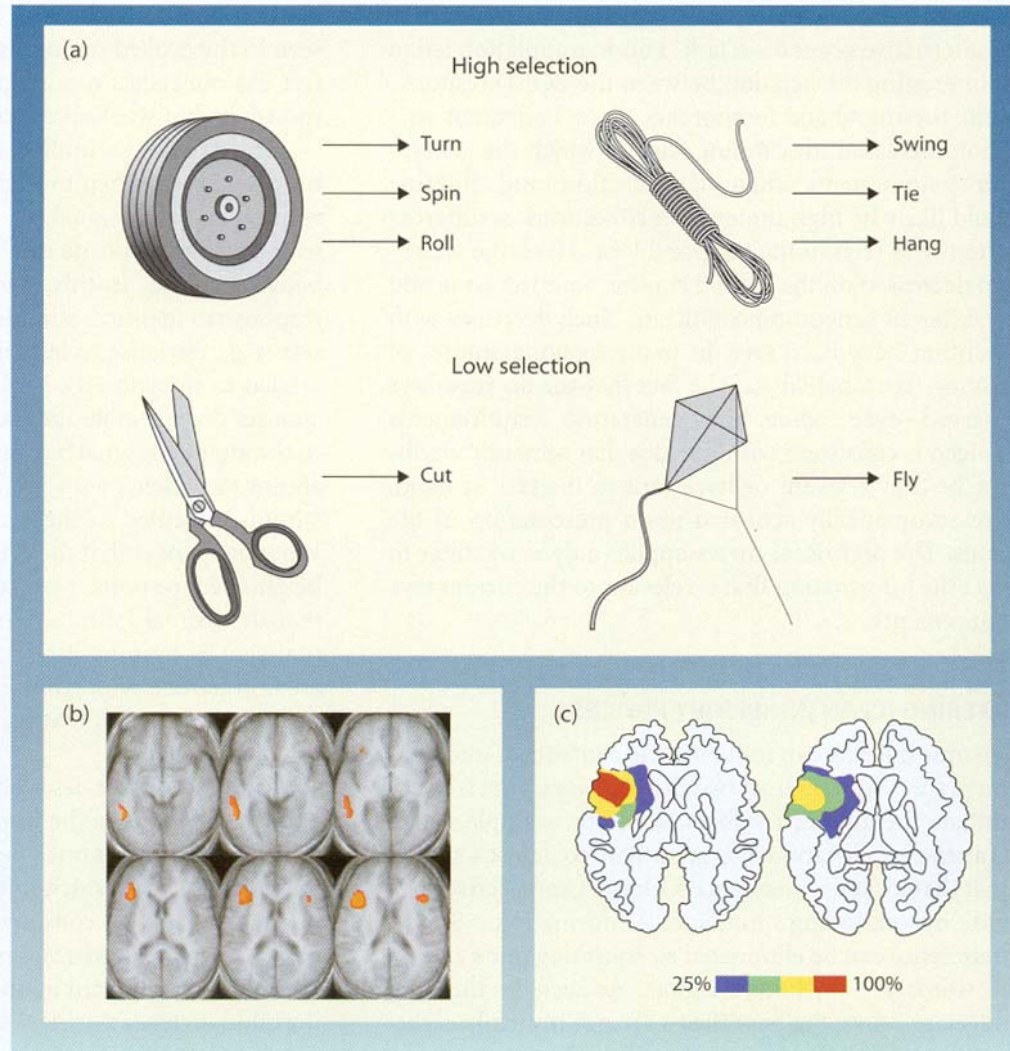 (a)
High selection
Turn
Spin
Roll
Swing
Tie
Hang
Low selection
Cut
Fly
(b)
(c)
25%
100%